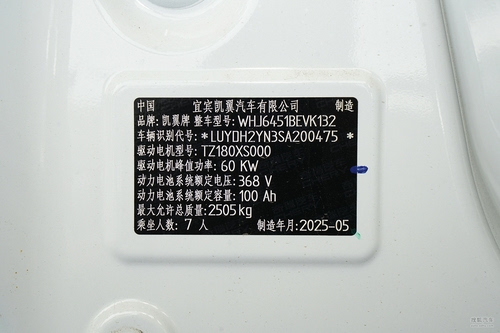 中国 宜宾凯翼汽车有限公司 制造
品牌: 凯翼牌 整车型号: WHJ6451BEVK132
车辆识别代号: *LUYDH2YN3SA200475*
驱动电机型号: TZ180XS000
驱动电机峰值功率: 60 KW
动力电池系统额定电压: 368 V
动力电池系统额定容量: 100 Ah
最大允许总质量: 2505kg
乘坐人数: 7 人 制造年月: 2025-05